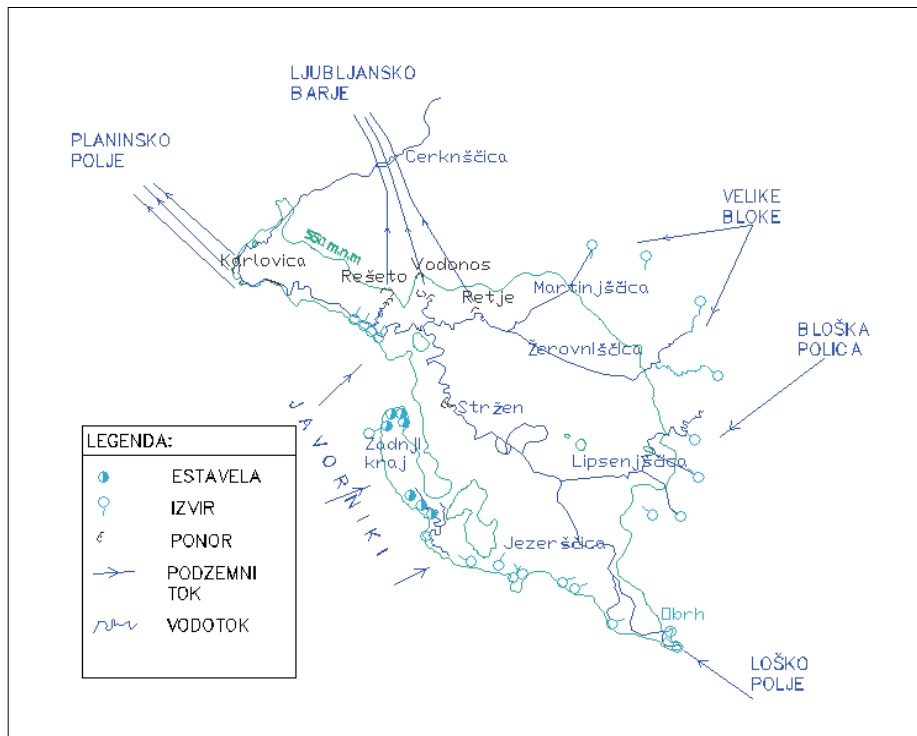 LJUBLJANSKO
BARJE
PLANINSKO
POLJE
Cerknščica
VELIKE
BLOKE
550 m.n.m
Karlovica
Rešeto
Vodonos
Retje
Martinjščica
Žerovniščica
BLOŠKA
POLICA
Stržen
JAVORNIKI
Zadnji
kraj
Lipsenjščica
Jezerščica
Obrh
LOŠKO
POLJE
LEGENDA:
ESTAVELA
IZVIR
PONOR
PODZEMNI
TOK
VODOTOK